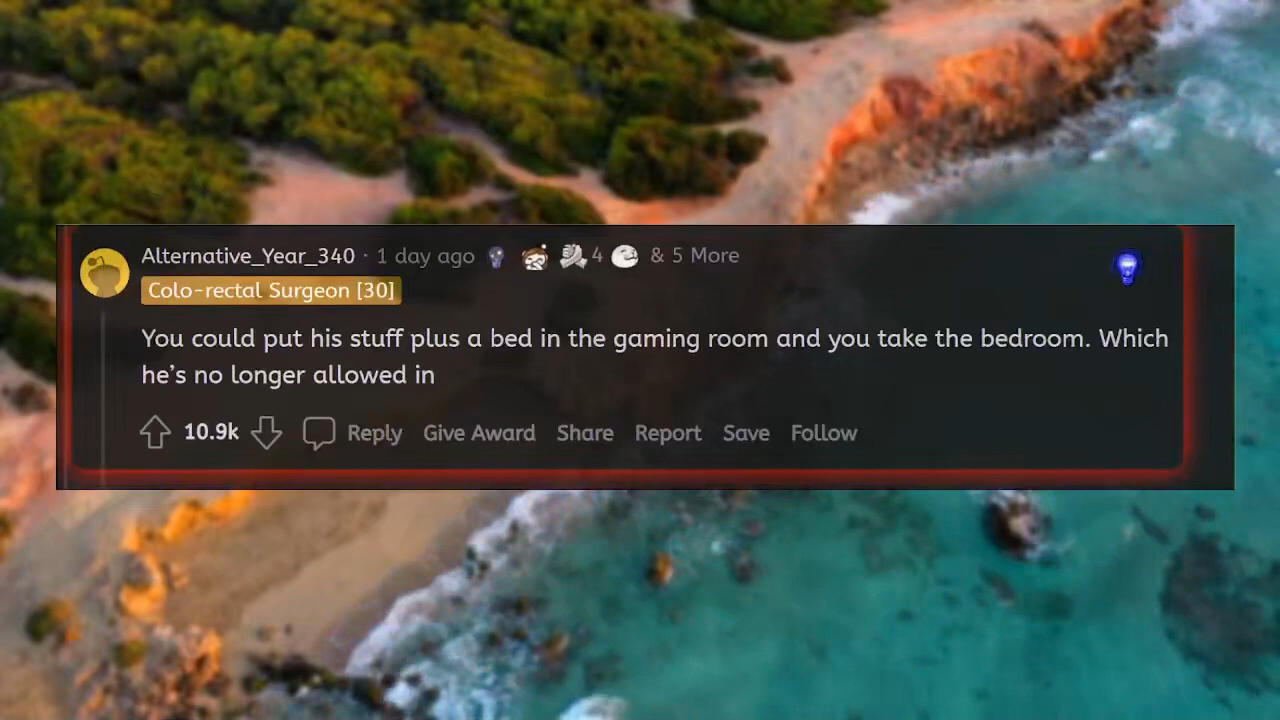 Alternative_Year_340 · 1 day ago 4 & 5 More
Colo-rectal Surgeon [30]
You could put his stuff plus a bed in the gaming room and you take the bedroom. Which
he's no longer allowed in
10.9k Reply Give Award Share Report Save Follow